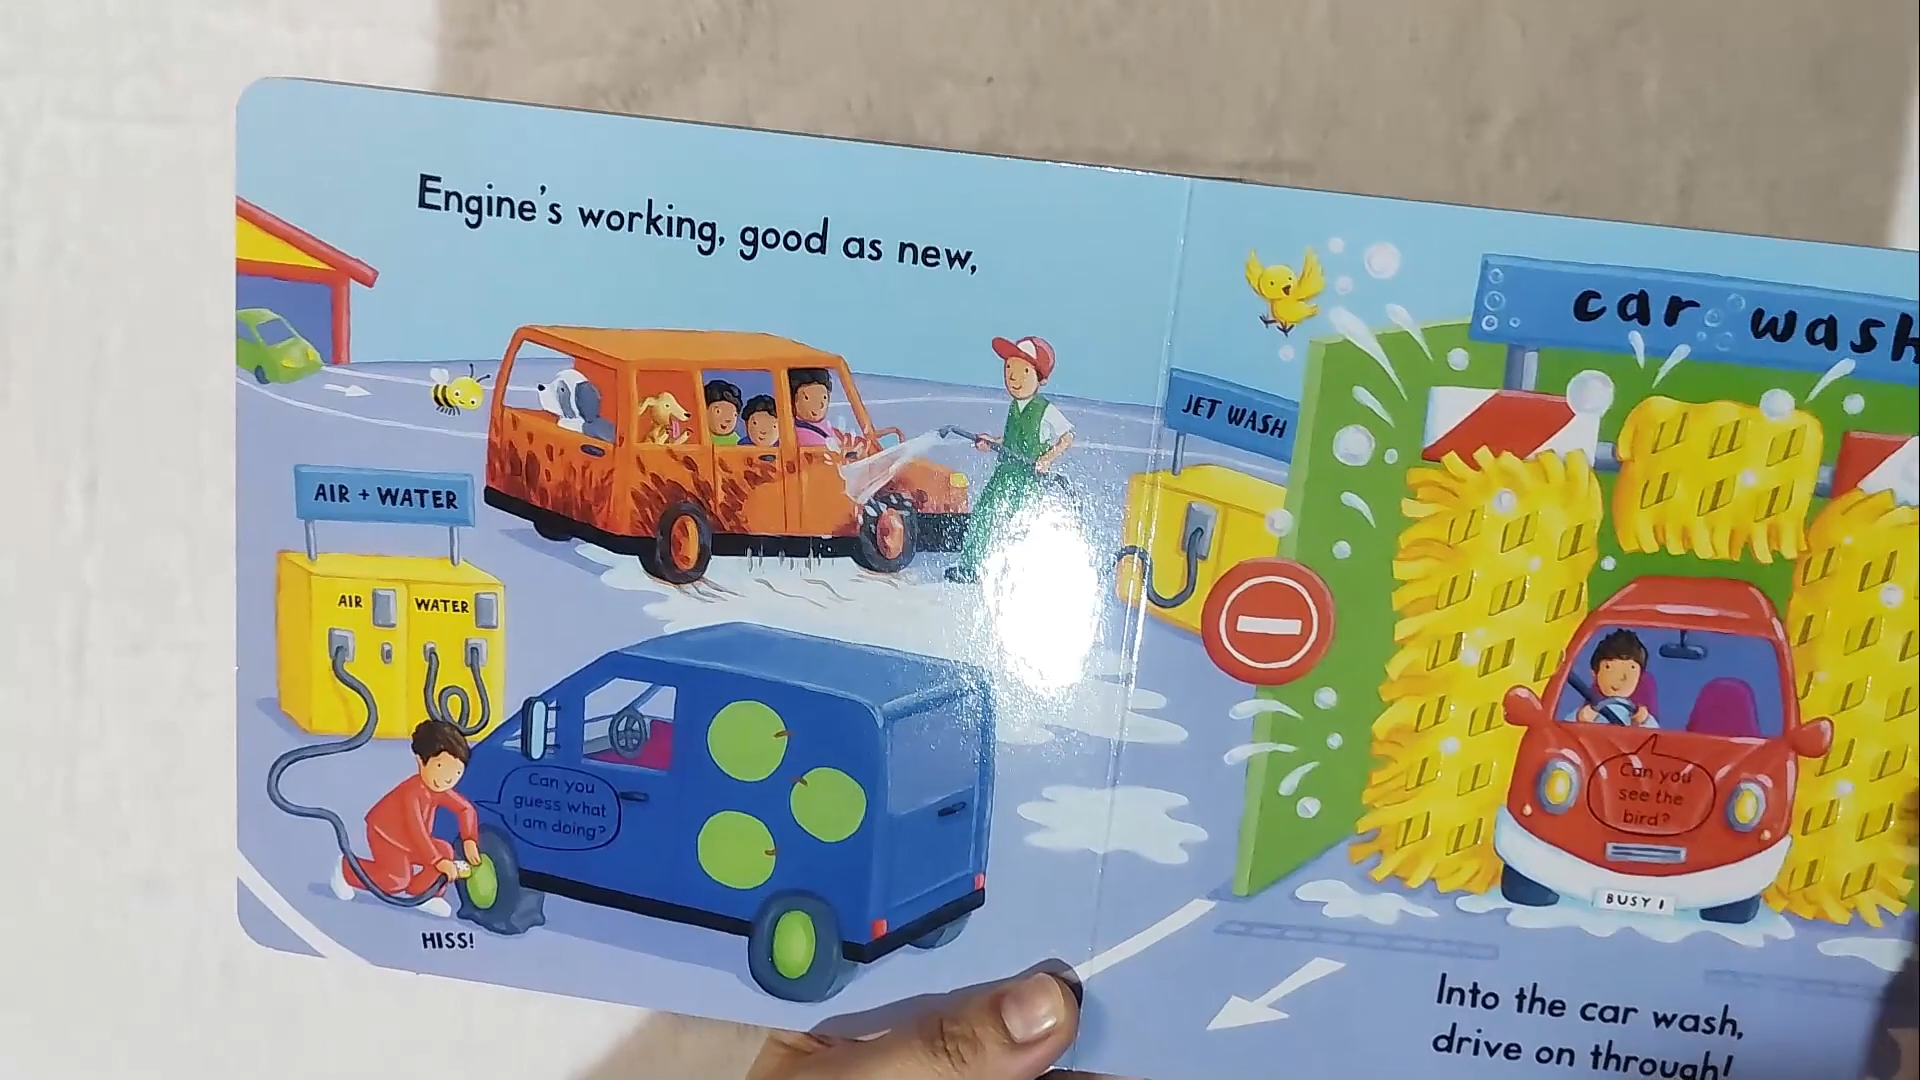 Engine's working, good as new,
AIR + WATER
AIR
WATER
Can you
guess what
I am doing?
HISS!
JET WASH
car wash
Can you
see the
bird?
BUSY 1
Into the car wash,
drive on through!